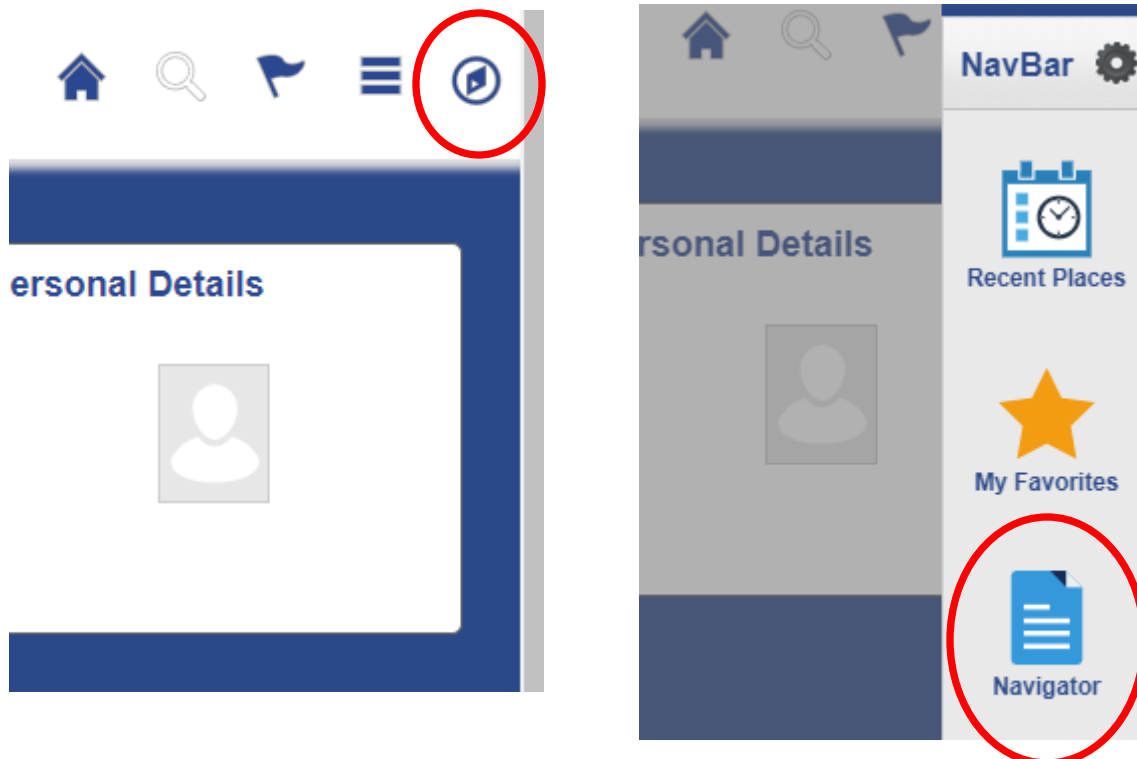 ersonal Details
NavBar
rsonal Details
Recent Places
My Favorites
Navigator